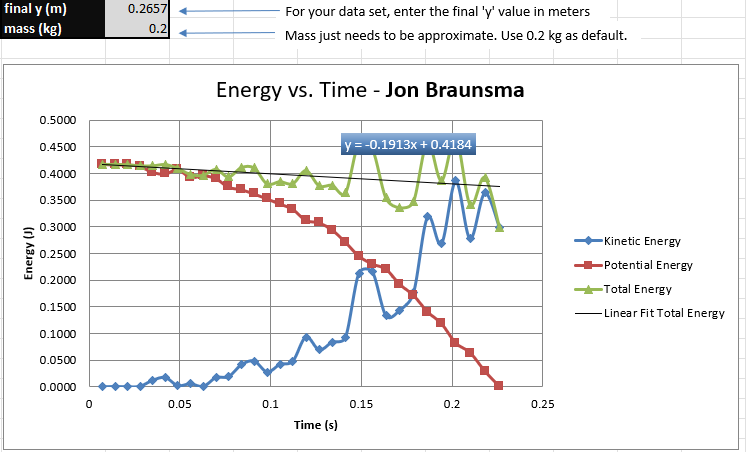 final y (m) 0.2657 For your data set, enter the final 'y' value in meters
mass (kg) 0.2 Mass just needs to be approximate. Use 0.2 kg as default.
Energy vs. Time - Jon Braunsma
0.5000
0.4500
0.4000
0.3500
0.3000
0.2500
0.2000
0.1500
0.1000
0.0500
0.0000
Energy (J)
y = -0.1913x + 0.4184
Kinetic Energy
Potential Energy
Total Energy
Linear Fit Total Energy
0 0.05 0.1 0.15 0.2 0.25
Time (s)